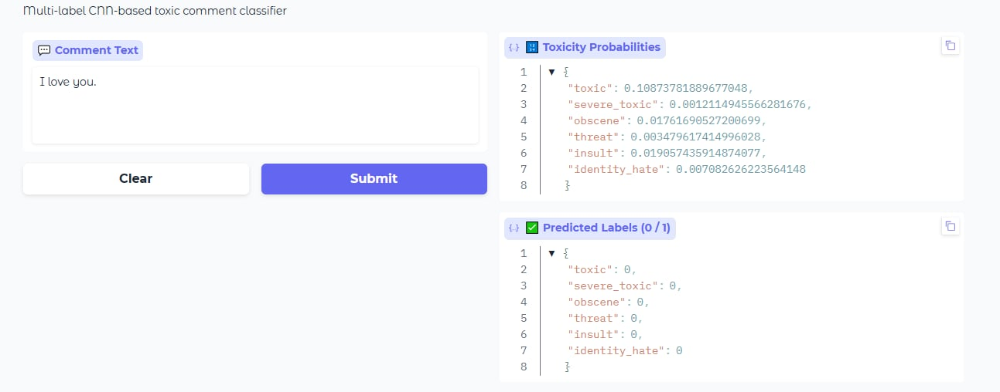 Multi-label CNN-based toxic comment classifier
💬 Comment Text
I love you.
Clear
Submit
{.} 🔢 Toxicity Probabilities
1 ▼ {
2 "toxic": 0.10873781889677048,
3 "severe_toxic": 0.0012114945566281676,
4 "obscene": 0.01761690527200699,
5 "threat": 0.003479617414996028,
6 "insult": 0.019057435914874077,
7 "identity_hate": 0.007082626223564148
8 }
{.} ✅ Predicted Labels (0 / 1)
1 ▼ {
2 "toxic": 0,
3 "severe_toxic": 0,
4 "obscene": 0,
5 "threat": 0,
6 "insult": 0,
7 "identity_hate": 0
8 }